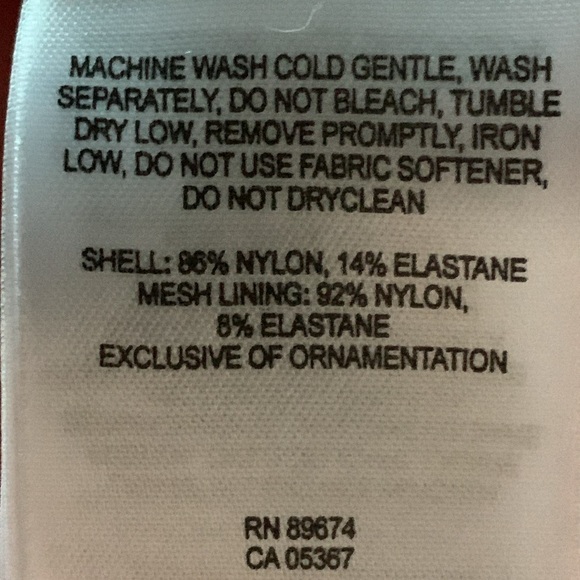 MACHINE WASH COLD GENTLE, WASH
SEPARATELY, DO NOT BLEACH, TUMBLE
DRY LOW, REMOVE PROMPTLY, IRON
LOW, DO NOT USE FABRIC SOFTENER,
DO NOT DRYCLEAN
SHELL: 86% NYLON, 14% ELASTANE
MESH LINING: 92% NYLON,
8% ELASTANE
EXCLUSIVE OF ORNAMENTATION
RN 89674
CA 05367